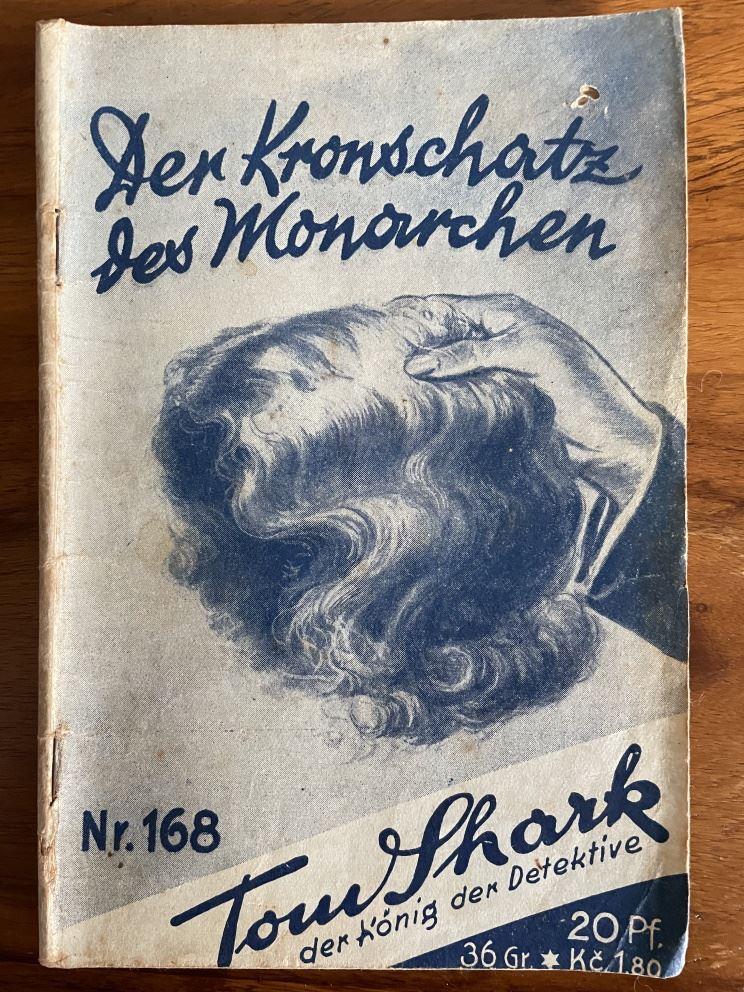 Der Kronschatz
des Monarchen
Nr. 168
Tom Shark
der König der Detektive
20 Pf.
36 Gr. ★ Kč 1.80